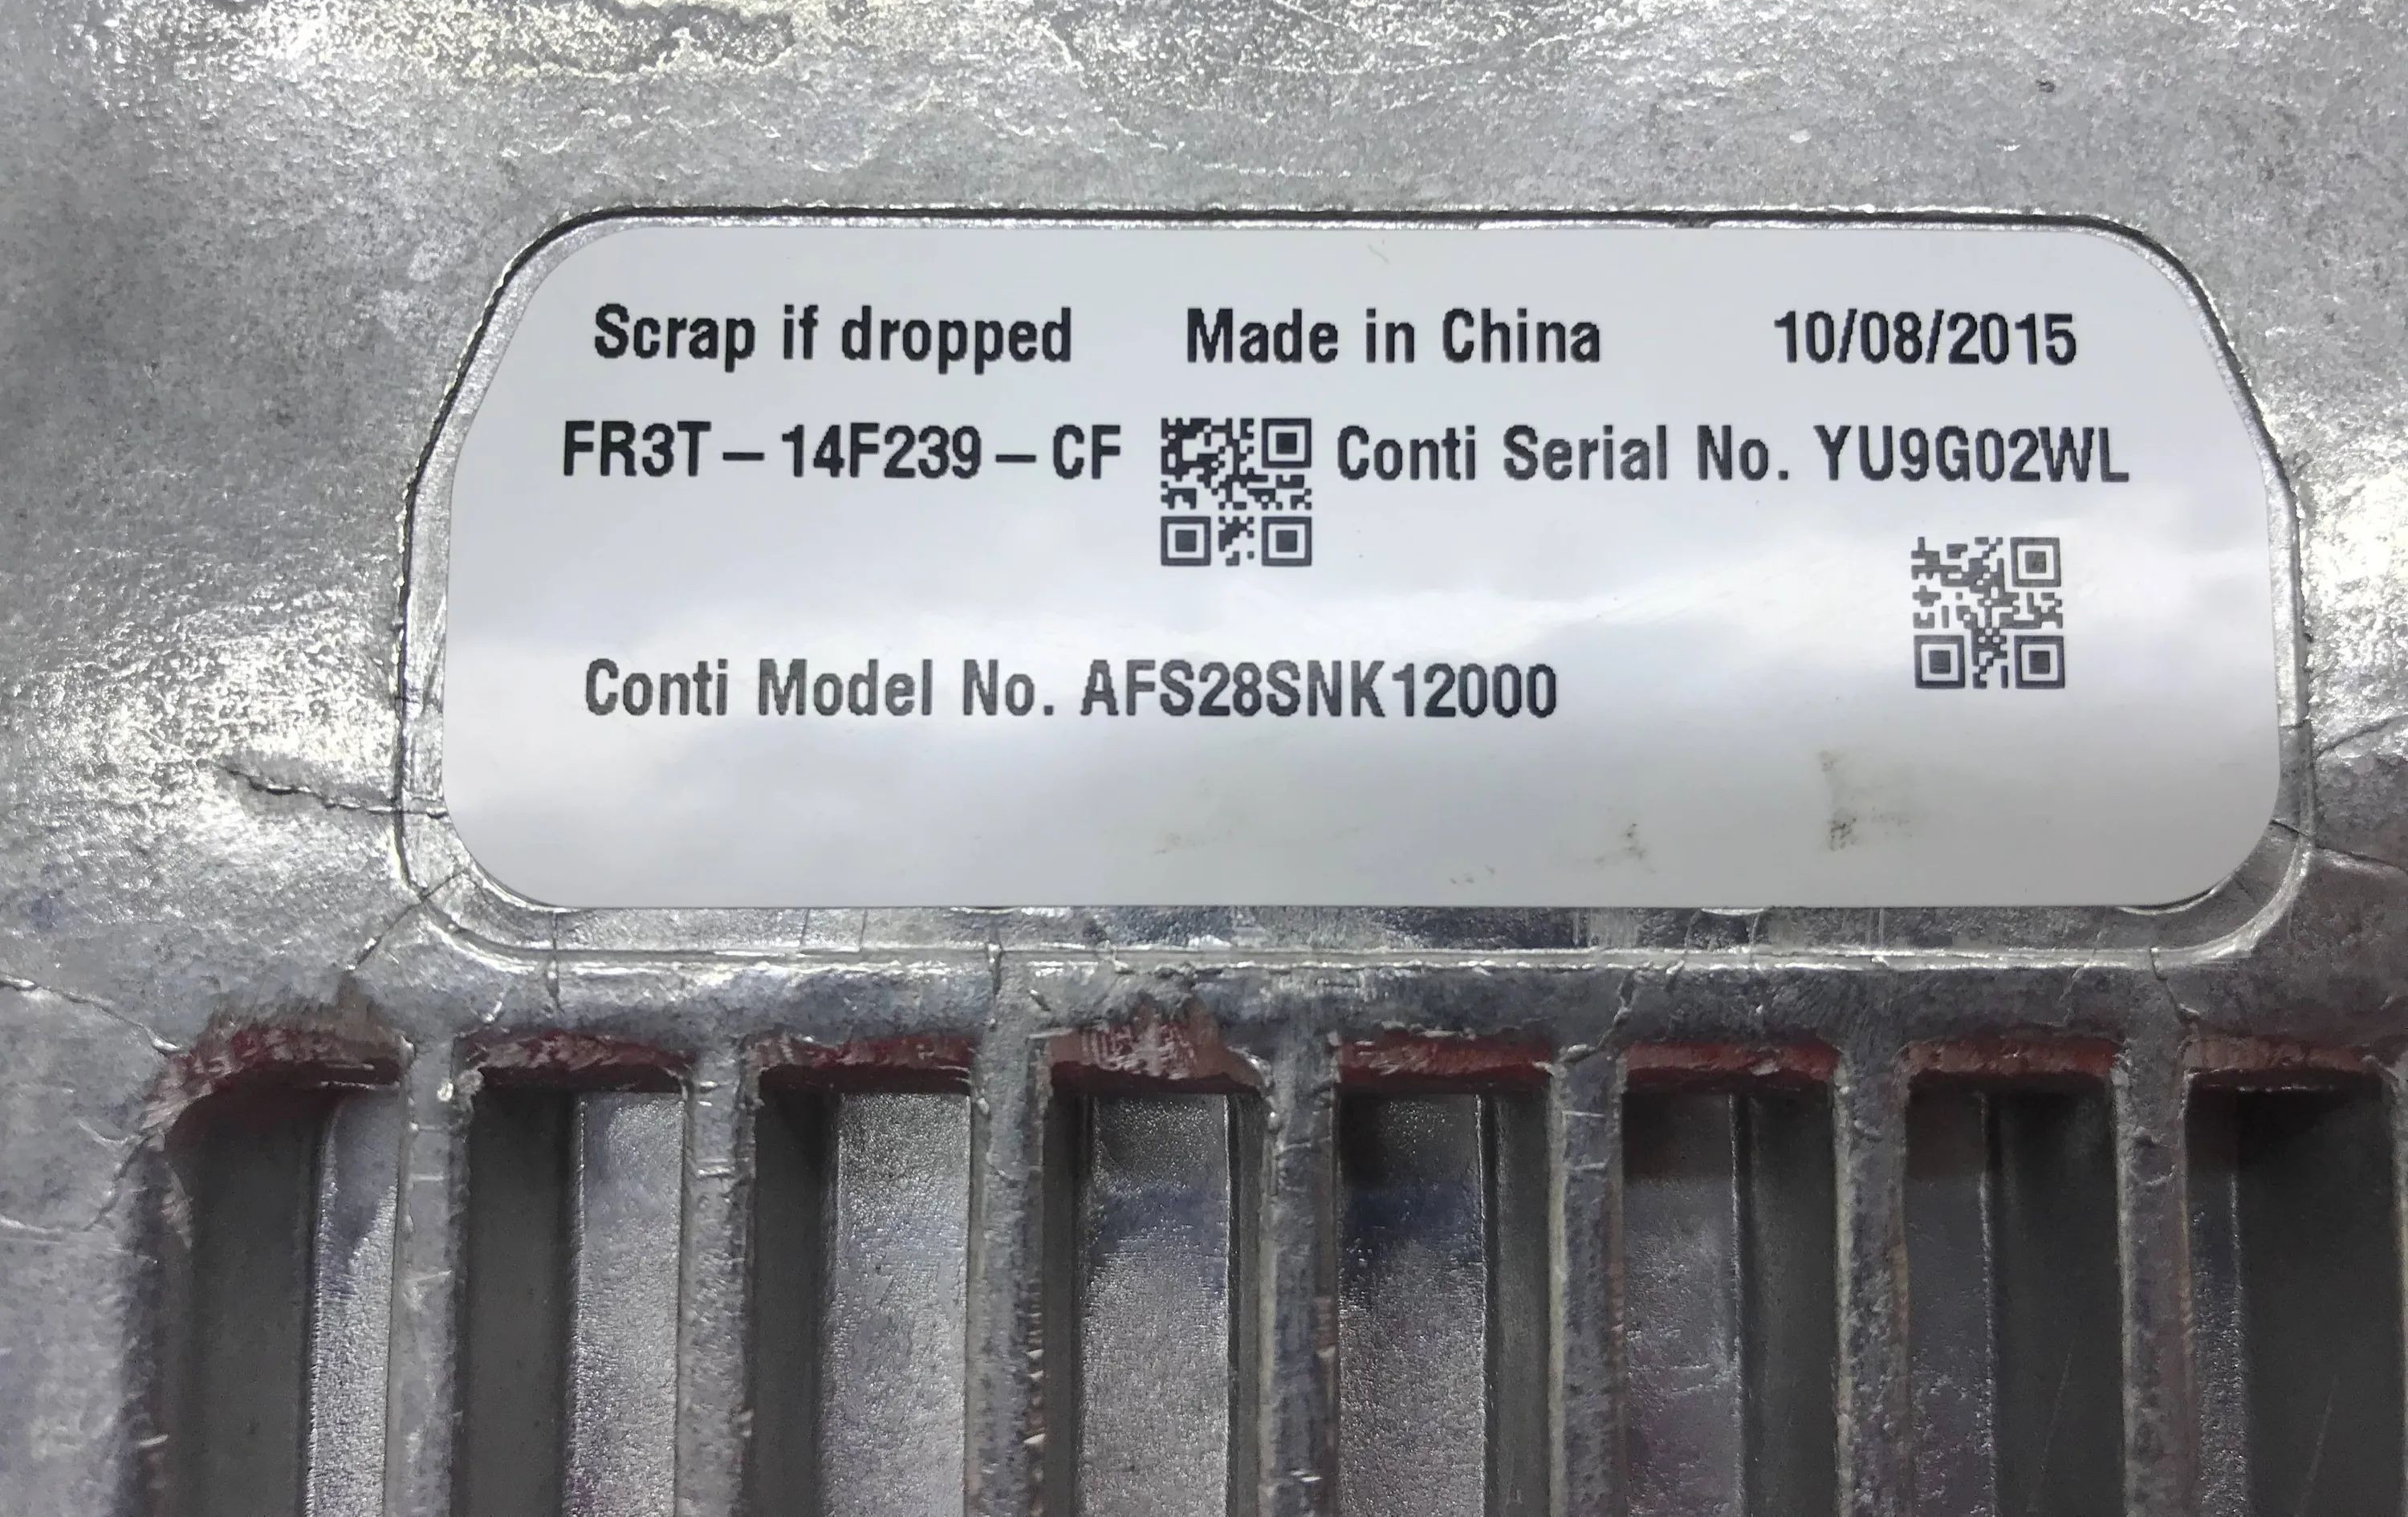 Scrap if dropped Made in China 10/08/2015
FR3T-14F239-CF Conti Serial No. YU9G02WL
Conti Model No. AFS28SNK12000